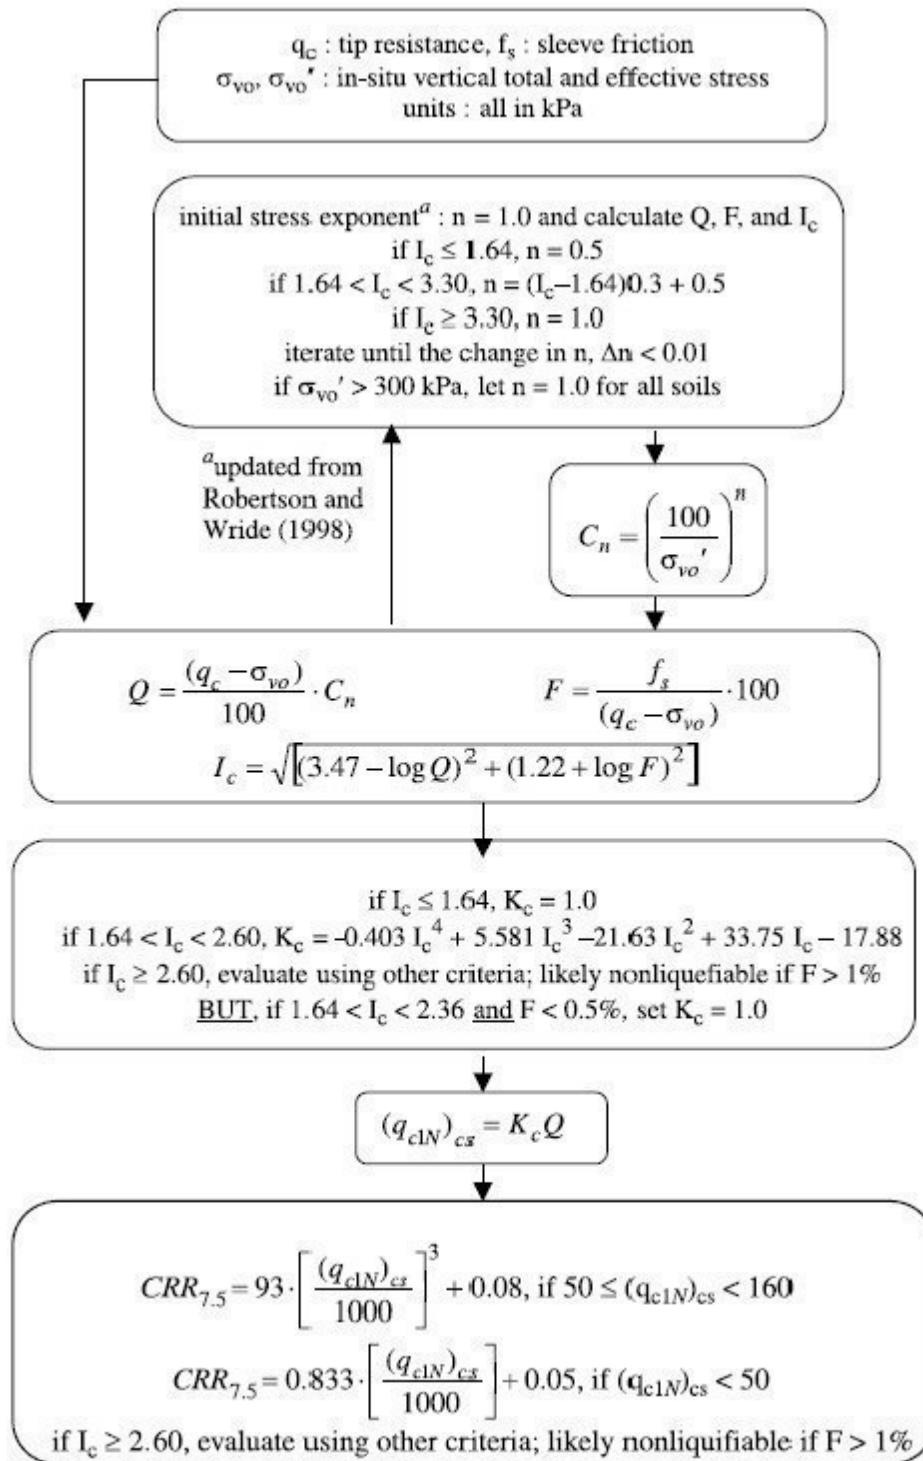 q_c : tip resistance, f_s : sleeve friction
σ_vo, σ_vo' : in-situ vertical total and effective stress
units : all in kPa
initial stress exponent^a : n = 1.0 and calculate Q, F, and I_c
if I_c ≤ 1.64, n = 0.5
if 1.64 < I_c < 3.30, n = (I_c–1.64)0.3 + 0.5
if I_c ≥ 3.30, n = 1.0
iterate until the change in n, Δn < 0.01
if σ_vo' > 300 kPa, let n = 1.0 for all soils
^a updated from
Robertson and
Wride (1998)
C_n = (100 / σ_vo')^n
Q = (q_c – σ_vo) / 100 · C_n
F = f_s / (q_c – σ_vo) · 100
I_c = √[(3.47 – log Q)^2 + (1.22 + log F)^2]
if I_c ≤ 1.64, K_c = 1.0
if 1.64 < I_c < 2.60, K_c = –0.403 I_c^4 + 5.581 I_c^3 –21.63 I_c^2 + 33.75 I_c – 17.88
if I_c ≥ 2.60, evaluate using other criteria; likely nonliquefiable if F > 1%
BUT, if 1.64 < I_c < 2.36 and F < 0.5%, set K_c = 1.0
(q_c1N)_cs = K_c Q
CRR_7.5 = 93 · [(q_c1N)_cs / 1000]^3 + 0.08, if 50 ≤ (q_c1N)_cs < 160
CRR_7.5 = 0.833 · [(q_c1N)_cs / 1000] + 0.05, if (q_c1N)_cs < 50
if I_c ≥ 2.60, evaluate using other criteria; likely nonliquifiable if F > 1%